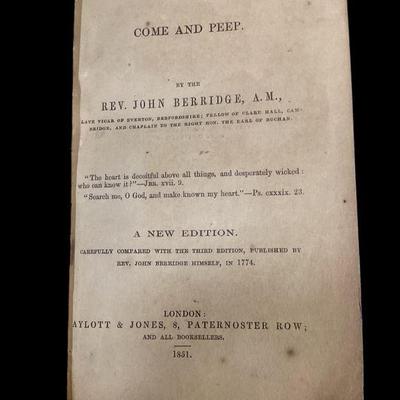 COME AND PEEP.
BY THE
REV. JOHN BERRIDGE, A.M.,
LATE VICAR OF EVERTON, BEDFORDSHIRE; FELLOW OF CLARE HALL, CAM-
BRIDGE, AND CHAPLAIN TO THE RIGHT HON. THE EARL OF BUCHAN.
"The heart is deceitful above all things, and desperately wicked:
who can know it?"—JER. xvii. 9.
"Search me, O God, and make known my heart."—Ps. cxxxix. 23.
A NEW EDITION.
CAREFULLY COMPARED WITH THE THIRD EDITION, PUBLISHED BY
REV. JOHN BERRIDGE HIMSELF, IN 1774.
LONDON:
AYLOTT & JONES, 8, PATERNOSTER ROW;
AND ALL BOOKSELLERS.
1851.